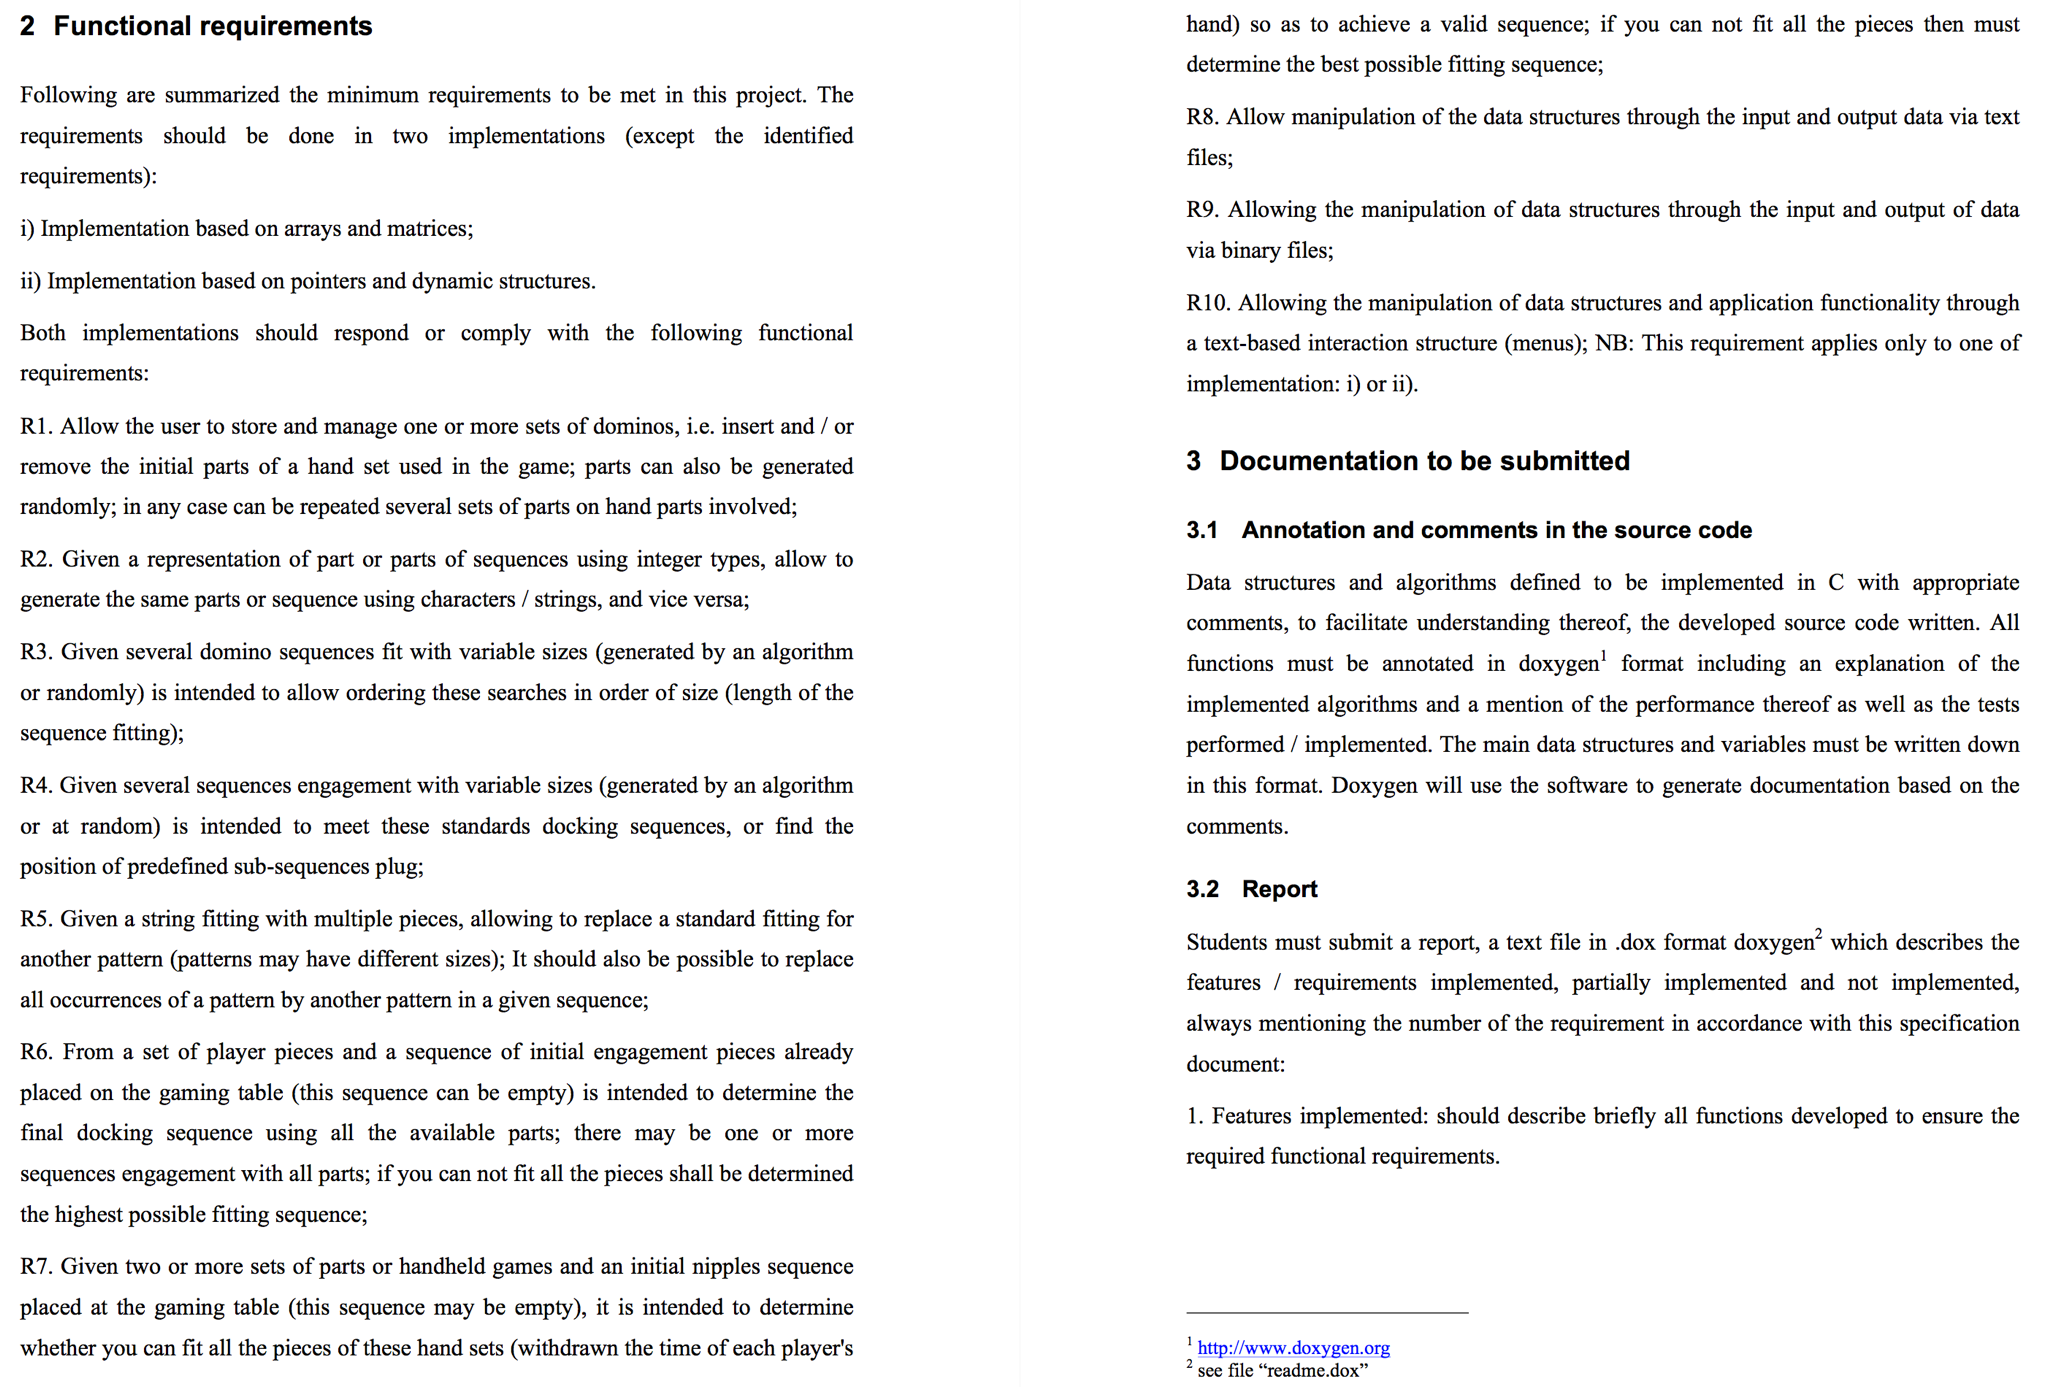 2 Functional requirements
Following are summarized the minimum requirements to be met in this project. The
requirements should be done in two implementations (except the identified
requirements):
i) Implementation based on arrays and matrices;
ii) Implementation based on pointers and dynamic structures.
Both implementations should respond or comply with the following functional
requirements:
R1. Allow the user to store and manage one or more sets of dominos, i.e. insert and / or
remove the initial parts of a hand set used in the game; parts can also be generated
randomly; in any case can be repeated several sets of parts on hand parts involved;
R2. Given a representation of part or parts of sequences using integer types, allow to
generate the same parts or sequence using characters / strings, and vice versa;
R3. Given several domino sequences fit with variable sizes (generated by an algorithm
or randomly) is intended to allow ordering these searches in order of size (length of the
sequence fitting);
R4. Given several sequences engagement with variable sizes (generated by an algorithm
or at random) is intended to meet these standards docking sequences, or find the
position of predefined sub-sequences plug;
R5. Given a string fitting with multiple pieces, allowing to replace a standard fitting for
another pattern (patterns may have different sizes); It should also be possible to replace
all occurrences of a pattern by another pattern in a given sequence;
R6. From a set of player pieces and a sequence of initial engagement pieces already
placed on the gaming table (this sequence can be empty) is intended to determine the
final docking sequence using all the available parts; there may be one or more
sequences engagement with all parts; if you can not fit all the pieces shall be determined
the highest possible fitting sequence;
R7. Given two or more sets of parts or handheld games and an initial nipples sequence
placed at the gaming table (this sequence may be empty), it is intended to determine
whether you can fit all the pieces of these hand sets (withdrawn the time of each player's
hand) so as to achieve a valid sequence; if you can not fit all the pieces then must
determine the best possible fitting sequence;
R8. Allow manipulation of the data structures through the input and output data via text
files;
R9. Allowing the manipulation of data structures through the input and output of data
via binary files;
R10. Allowing the manipulation of data structures and application functionality through
a text-based interaction structure (menus); NB: This requirement applies only to one of
implementation: i) or ii).
3 Documentation to be submitted
3.1 Annotation and comments in the source code
Data structures and algorithms defined to be implemented in C with appropriate
comments, to facilitate understanding thereof, the developed source code written. All
functions must be annotated in doxygen¹ format including an explanation of the
implemented algorithms and a mention of the performance thereof as well as the tests
performed / implemented. The main data structures and variables must be written down
in this format. Doxygen will use the software to generate documentation based on the
comments.
3.2 Report
Students must submit a report, a text file in .dox format doxygen² which describes the
features / requirements implemented, partially implemented and not implemented,
always mentioning the number of the requirement in accordance with this specification
document:
1. Features implemented: should describe briefly all functions developed to ensure the
required functional requirements.
¹ http://www.doxygen.org
² see file “readme.dox”